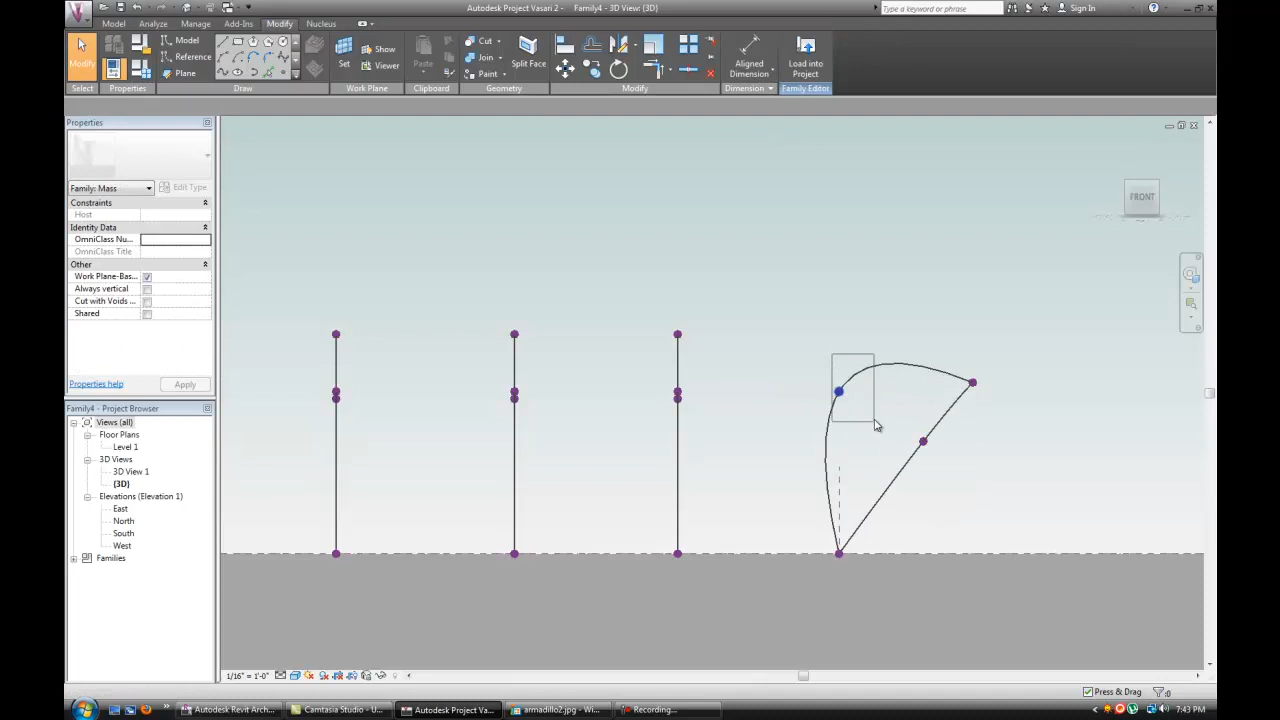 Autodesk Project Vasari 2 - Family4 - 3D View: {3D}
Type a keyword or phrase
Sign In
Model Analyze Manage Add-Ins Modify Nucleus
Modify
Model
Reference
Plane
Set
Show
Viewer
Paste
Cut
Join
Paint
Split Face
Aligned
Dimension
Load into
Project
Select Properties Draw Work Plane Clipboard Geometry Modify Dimension Family Editor
Properties
Family: Mass Edit Type
Constraints
Host
Identity Data
OmniClass Nu...
OmniClass Title
Other
Work Plane-Bas...
Always vertical
Cut with Voids ...
Shared
Properties help Apply
Family4 - Project Browser
Views (all)
Floor Plans
Level 1
3D Views
3D View 1
{3D}
Elevations (Elevation 1)
East
North
South
West
Families
FRONT
1/16" = 1'-0"
Press & Drag
:0
Autodesk Revit Arch... Camtasia Studio - U... Autodesk Project Va... armadillo2.jpg - Wi... Recording...
7:43 PM